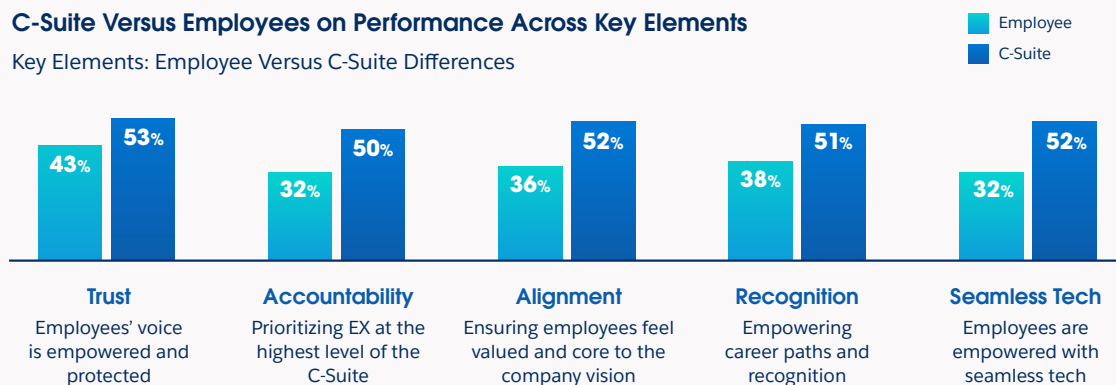 C-Suite Versus Employees on Performance Across Key Elements
Key Elements: Employee Versus C-Suite Differences
Employee
C-Suite
43%
53%
32%
50%
36%
52%
38%
51%
32%
52%
Trust
Employees' voice
is empowered and
protected
Accountability
Prioritizing EX at the
highest level of the
C-Suite
Alignment
Ensuring employees feel
valued and core to the
company vision
Recognition
Empowering
career paths and
recognition
Seamless Tech
Employees are
empowered with
seamless tech